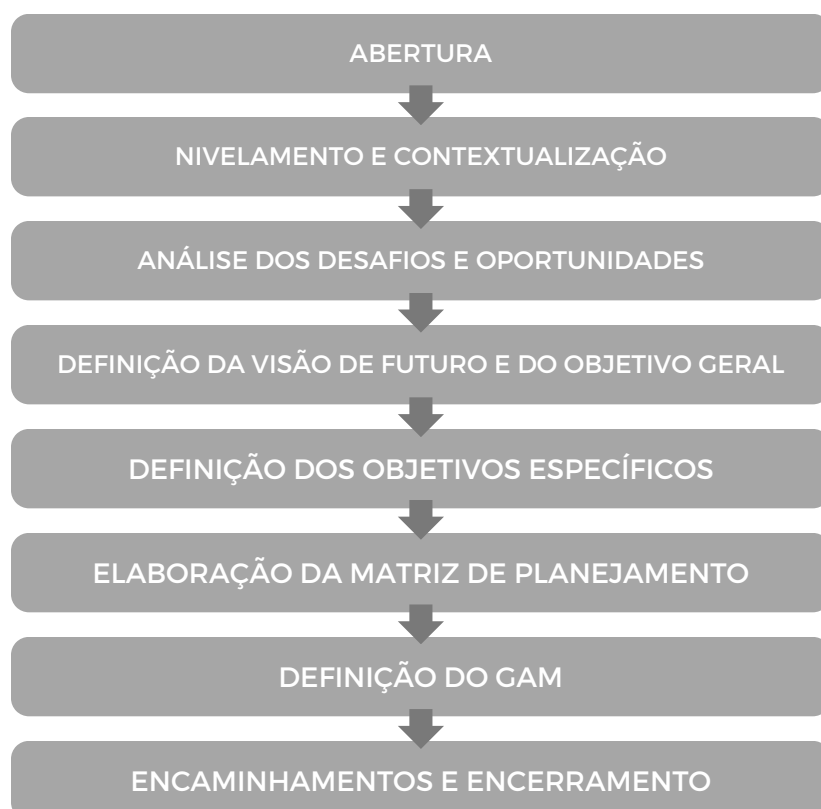 ABERTURA
NIVELAMENTO E CONTEXTUALIZAÇÃO
ANÁLISE DOS DESAFIOS E OPORTUNIDADES
DEFINIÇÃO DA VISÃO DE FUTURO E DO OBJETIVO GERAL
DEFINIÇÃO DOS OBJETIVOS ESPECÍFICOS
ELABORAÇÃO DA MATRIZ DE PLANEJAMENTO
DEFINIÇÃO DO GAM
ENCAMINHAMENTOS E ENCERRAMENTO